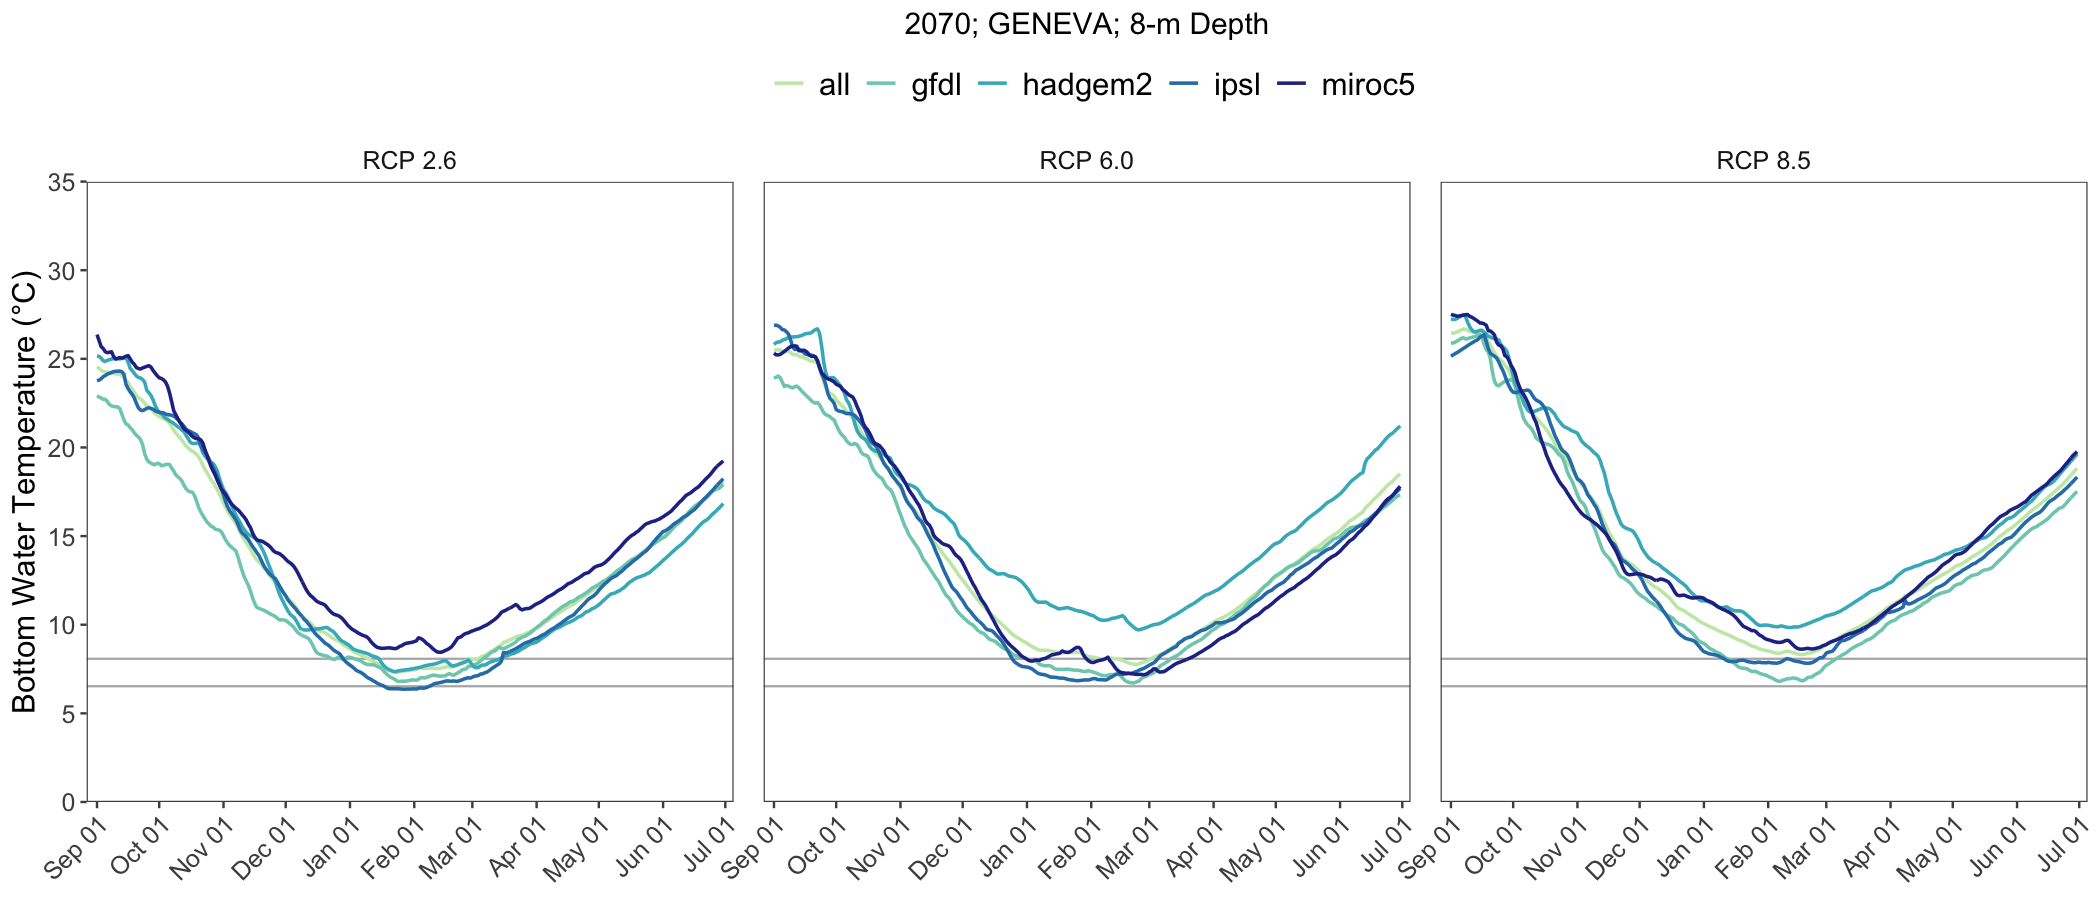 2070; GENEVA; 8-m Depth
all gfdl hadgem2 ipsl miroc5
RCP 2.6 RCP 6.0 RCP 8.5
Bottom Water Temperature (°C)
35
30
25
20
15
10
5
0
Sep 01 Oct 01 Nov 01 Dec 01 Jan 01 Feb 01 Mar 01 Apr 01 May 01 Jun 01 Jul 01 Sep 01 Oct 01 Nov 01 Dec 01 Jan 01 Feb 01 Mar 01 Apr 01 May 01 Jun 01 Jul 01 Sep 01 Oct 01 Nov 01 Dec 01 Jan 01 Feb 01 Mar 01 Apr 01 May 01 Jun 01 Jul 01